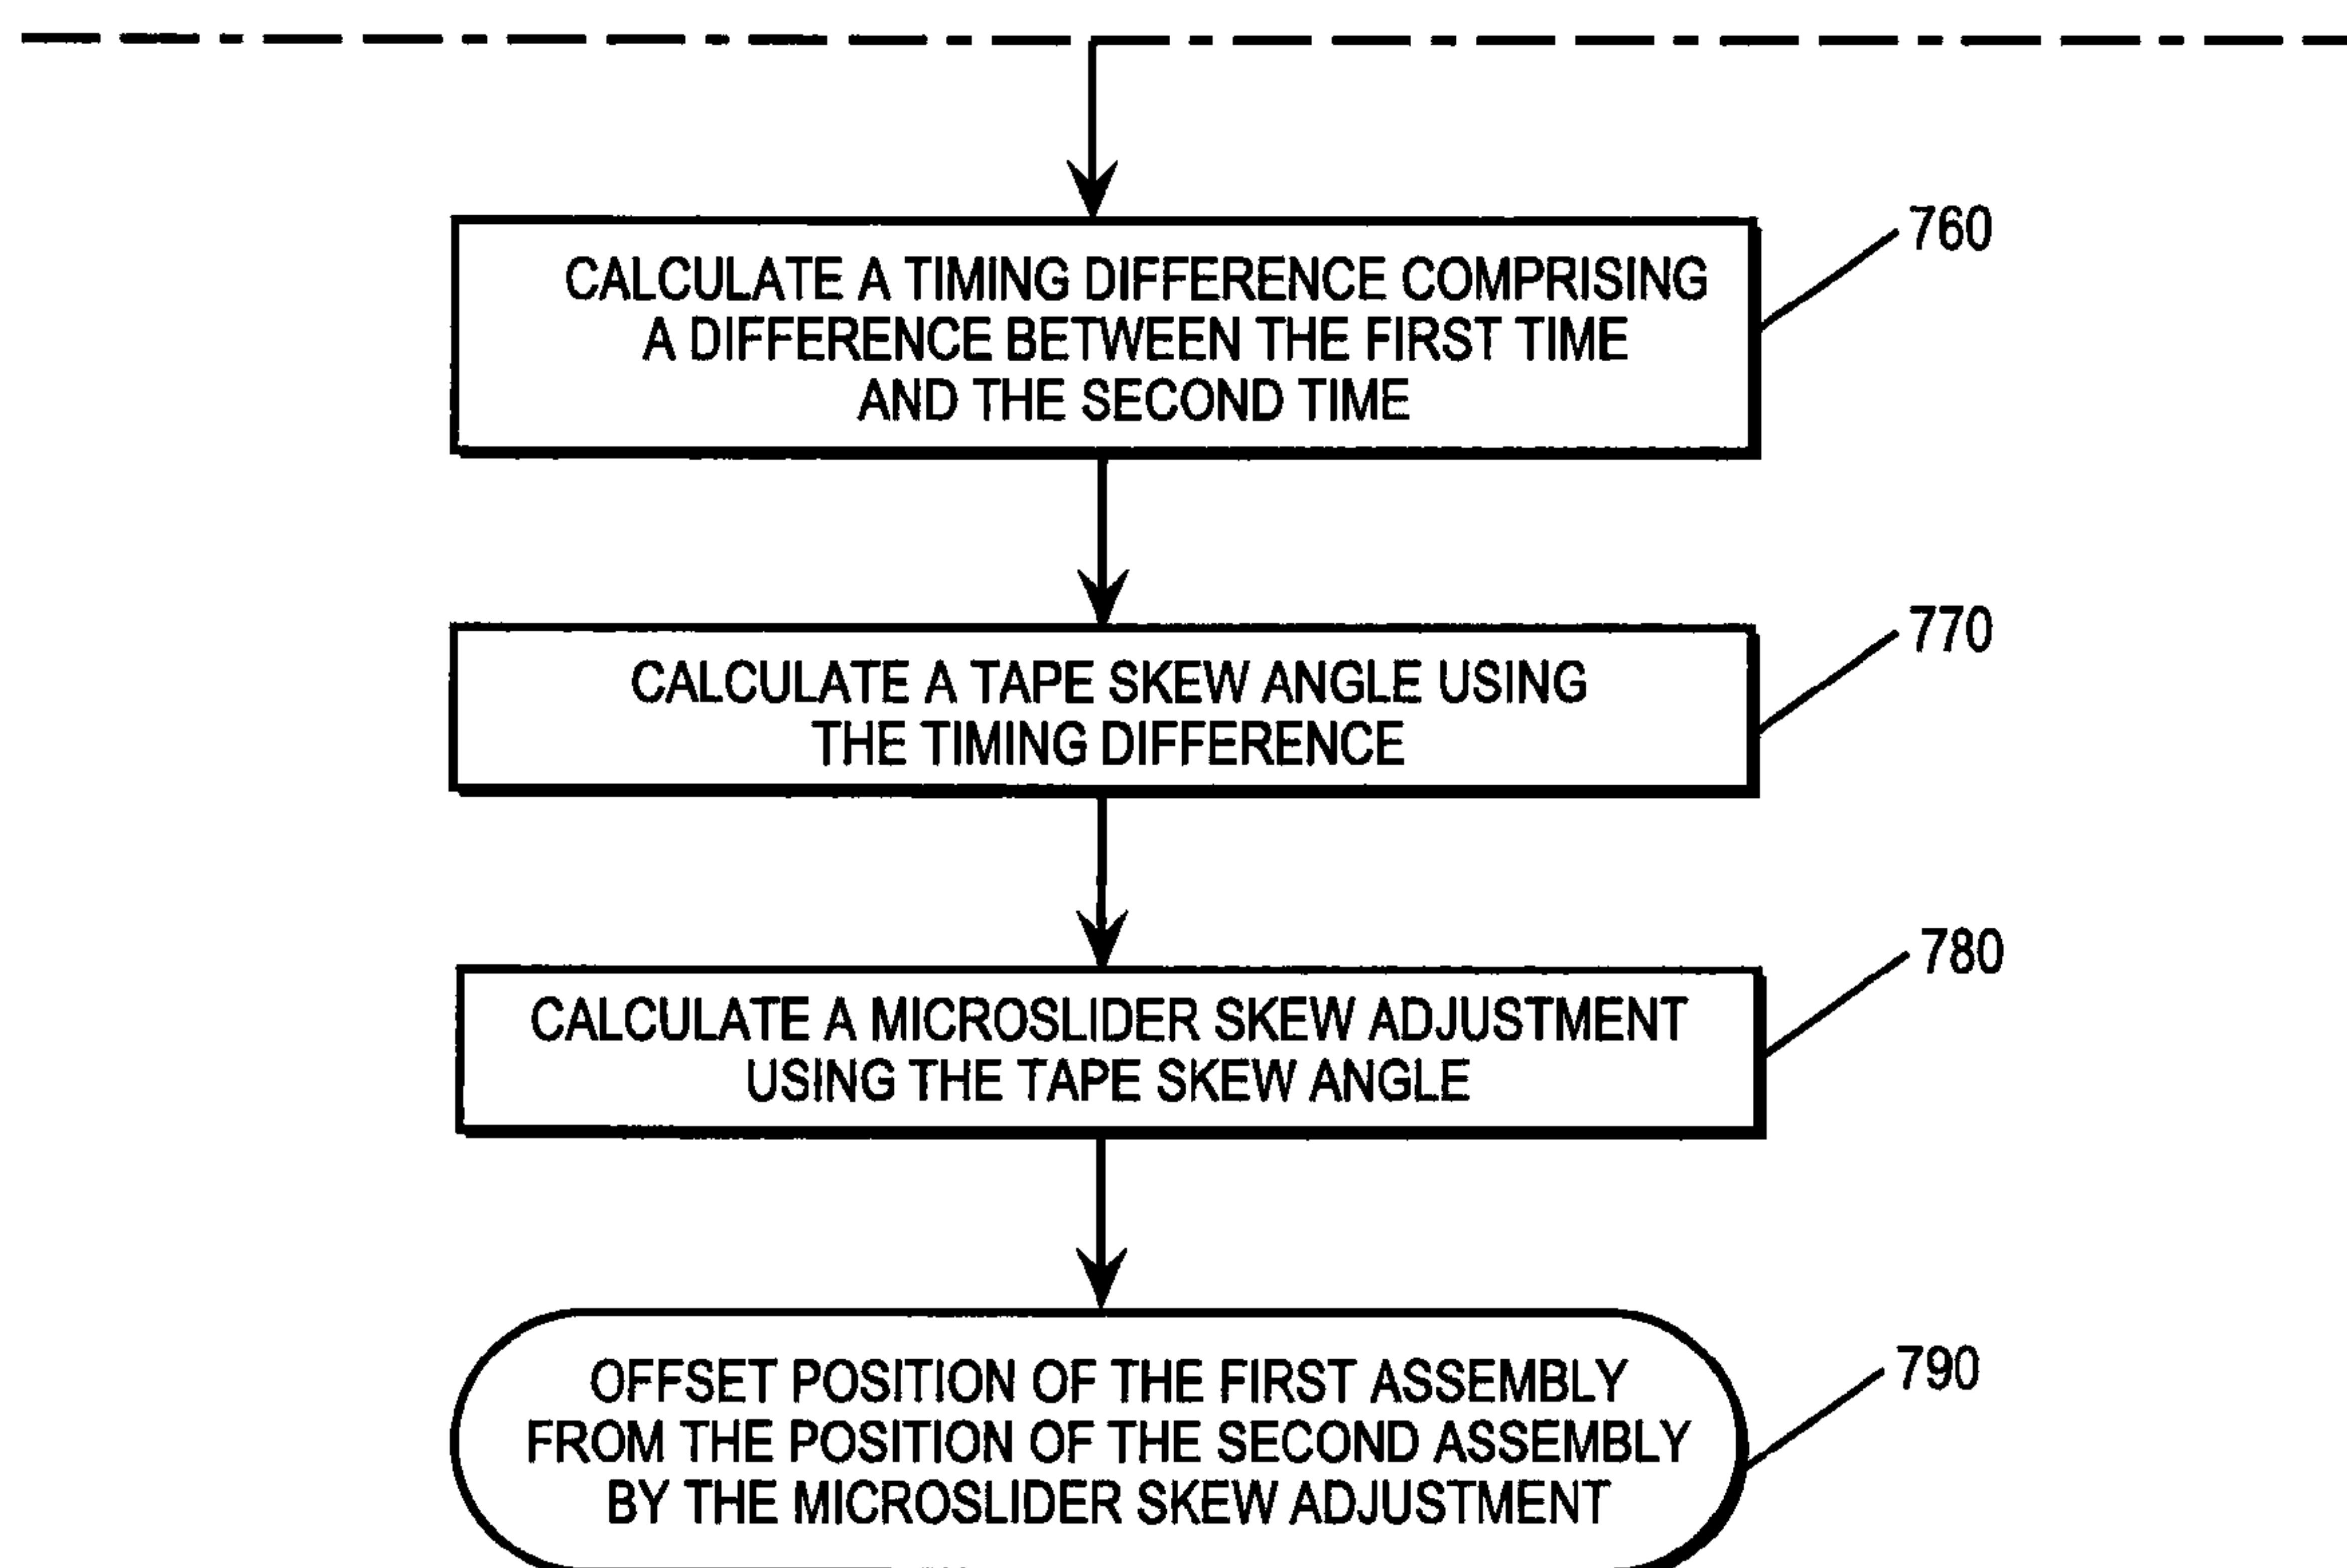 760
CALCULATE A TIMING DIFFERENCE COMPRISING
A DIFFERENCE BETWEEN THE FIRST TIME
AND THE SECOND TIME
770
CALCULATE A TAPE SKEW ANGLE USING
THE TIMING DIFFERENCE
780
CALCULATE A MICROSLIDER SKEW ADJUSTMENT
USING THE TAPE SKEW ANGLE
790
OFFSET POSITION OF THE FIRST ASSEMBLY
FROM THE POSITION OF THE SECOND ASSEMBLY
BY THE MICROSLIDER SKEW ADJUSTMENT